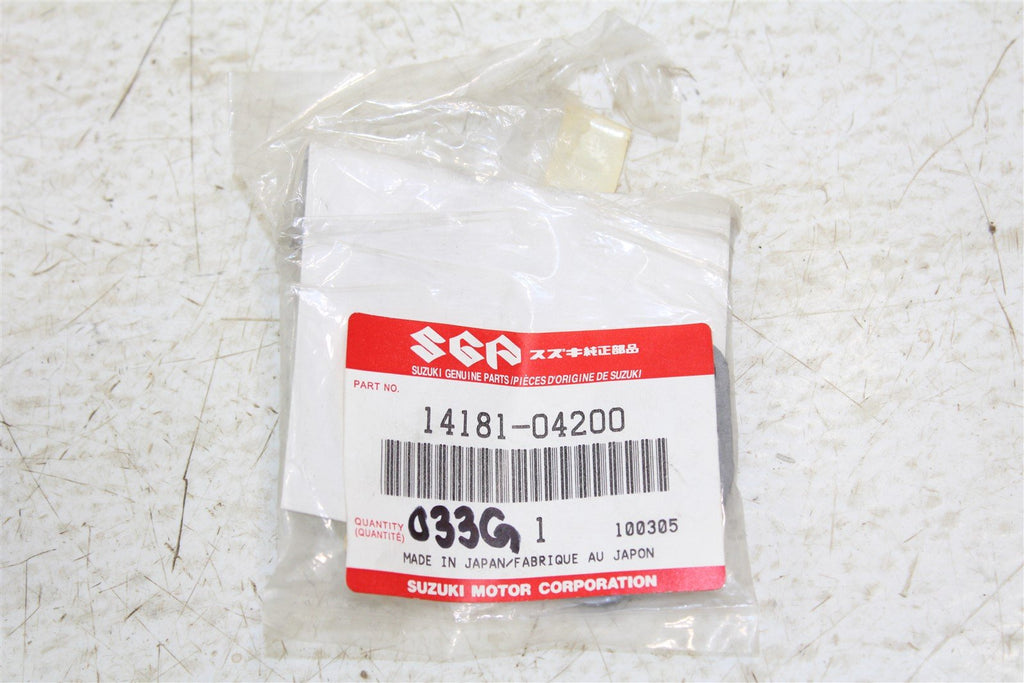 SGP スズキ純正部品
SUZUKI GENUINE PARTS/PIÈCES D'ORIGINE DE SUZUKI
PART NO.
14181-04200
QUANTITY
(QUANTITÉ)
033G 1 100305
MADE IN JAPAN/FABRIQUE AU JAPON
SUZUKI MOTOR CORPORATION